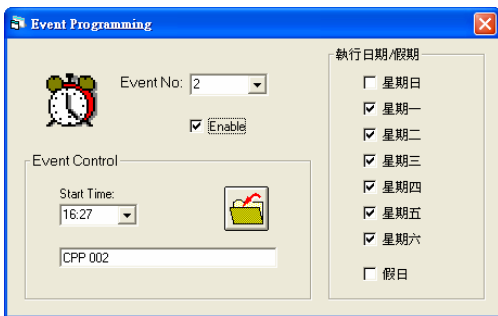 Event Programming
Event No: 2
Enable
Event Control
Start Time:
16:27
CPP 002
執行日期/假期
星期日
星期一
星期二
星期三
星期四
星期五
星期六
假日